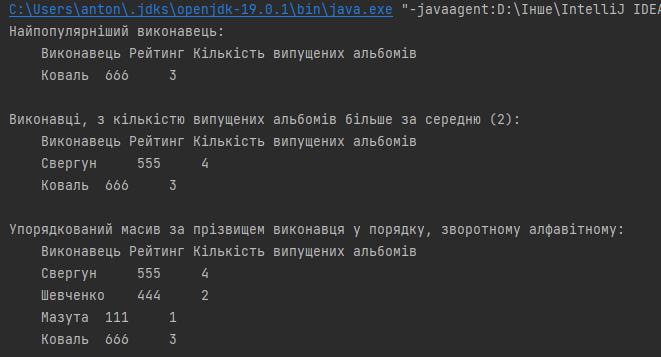 C:\Users\anton\.jdks\openjdk-19.0.1\bin\java.exe "-javaagent:D:\Інше\IntelliJ IDEA
Найпопулярніший виконавець:
Виконавець Рейтинг Кількість випущених альбомів
Коваль 666 3
Виконавці, з кількістю випущених альбомів більше за середню (2):
Виконавець Рейтинг Кількість випущених альбомів
Свергун 555 4
Коваль 666 3
Упорядкований масив за прізвищем виконавця у порядку, зворотному алфавітному:
Виконавець Рейтинг Кількість випущених альбомів
Свергун 555 4
Шевченко 444 2
Мазута 111 1
Коваль 666 3